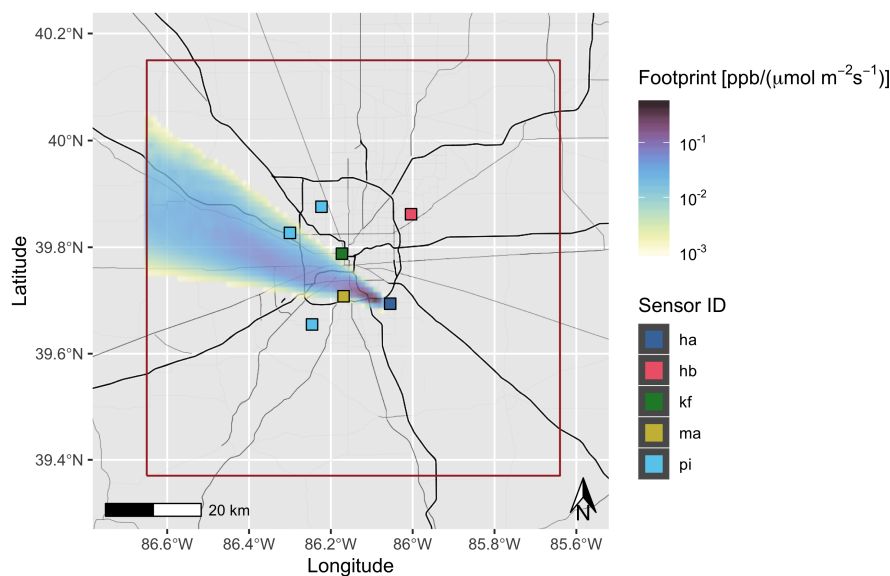 40.2°N
40°N
39.8°N
39.6°N
39.4°N
Latitude
86.6°W 86.4°W 86.2°W 86°W 85.8°W 85.6°W
Longitude
20 km
N
Footprint [ppb/(μmol m⁻²s⁻¹)]
10⁻¹
10⁻²
10⁻³
Sensor ID
ha
hb
kf
ma
pi